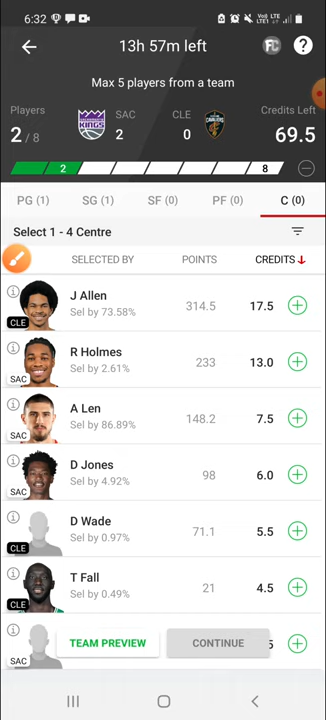 6:32
Vo)) LTE
LTE1
13h 57m left
FC
?
Max 5 players from a team
Players
SAC
CLE
Credits Left
2 / 8
2
0
69.5
2
8
PG (1)
SG (1)
SF (0)
PF (0)
C (0)
Select 1 - 4 Centre
SELECTED BY
POINTS
CREDITS
J Allen
Sel by 73.58%
314.5
17.5
CLE
R Holmes
Sel by 2.61%
233
13.0
SAC
A Len
Sel by 86.89%
148.2
7.5
SAC
D Jones
Sel by 4.92%
98
6.0
SAC
D Wade
Sel by 0.97%
71.1
5.5
CLE
T Fall
Sel by 0.49%
21
4.5
CLE
TEAM PREVIEW
CONTINUE
5
SAC